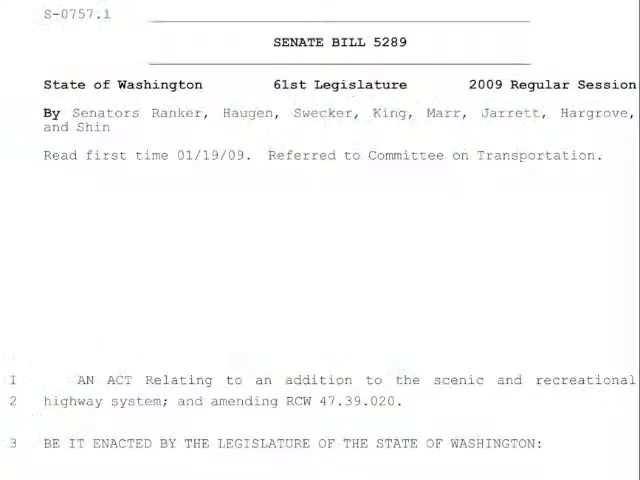 S-0757.1
SENATE BILL 5289
State of Washington 61st Legislature 2009 Regular Session
By Senators Ranker, Haugen, Swecker, King, Marr, Jarrett, Hargrove,
and Shin
Read first time 01/19/09. Referred to Committee on Transportation.
1 AN ACT Relating to an addition to the scenic and recreational
2 highway system; and amending RCW 47.39.020.
3 BE IT ENACTED BY THE LEGISLATURE OF THE STATE OF WASHINGTON: